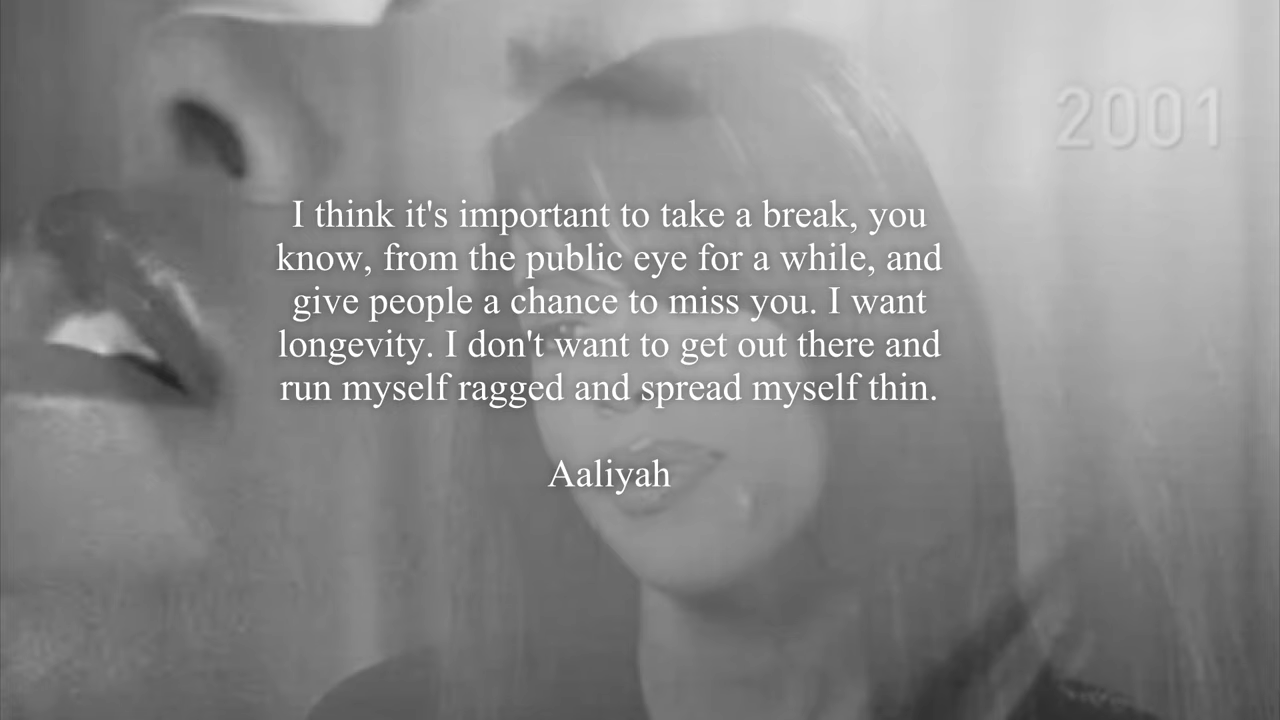 2001
I think it's important to take a break, you
know, from the public eye for a while, and
give people a chance to miss you. I want
longevity. I don't want to get out there and
run myself ragged and spread myself thin.
Aaliyah